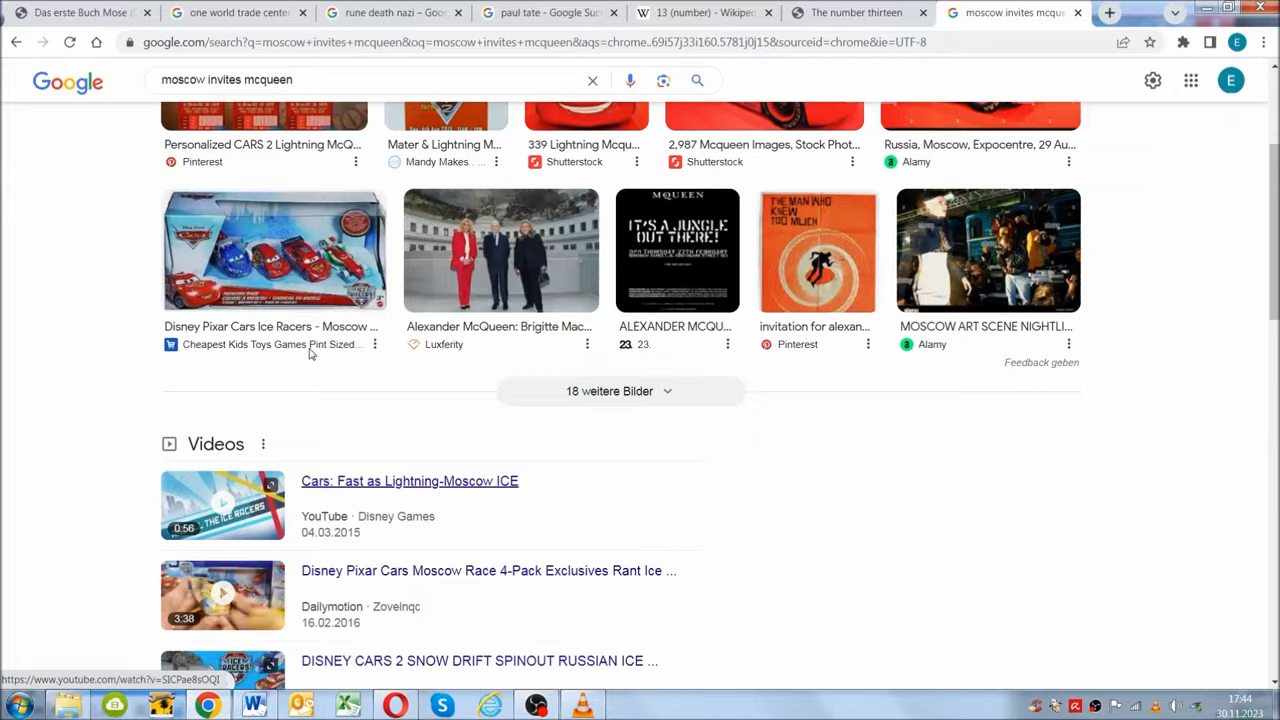 Das erste Buch Mose (
one world trade center
rune death nazi – Goo
paul tate - Google Suc
13 (number) - Wikiped
The number thirteen
moscow invites mcque
google.com/search?q=moscow+invites+mcqueen&oq=moscow+invites+mcqueen&aqs=chrome..69i57j33i160.5781j0j15&sourceid=chrome&ie=UTF-8
E
Google
moscow invites mcqueen
E
Personalized CARS 2 Lightning McQ...
Pinterest
Mater & Lightning M...
Mandy Makes...
339 Lightning Mcqu...
Shutterstock
2,987 Mcqueen Images, Stock Phot...
Shutterstock
Russia, Moscow, Expocentre, 29 Au...
Alamy
Cars
MCQUEEN
IT'S A JUNGLE
OUT THERE!
THE MAN WHO
KNEW
TOO MUCH
Disney Pixar Cars Ice Racers - Moscow ...
Cheapest Kids Toys Games Pint Sized...
Alexander McQueen: Brigitte Mac...
Luxferity
ALEXANDER MCQU...
23. 23.
invitation for alexan...
Pinterest
MOSCOW ART SCENE NIGHTLI...
Alamy
Feedback geben
18 weitere Bilder
Videos
THE ICE RACERS
0:56
Cars: Fast as Lightning-Moscow ICE
YouTube · Disney Games
04.03.2015
3:38
Disney Pixar Cars Moscow Race 4-Pack Exclusives Rant Ice ...
Dailymotion · Zovelnqc
16.02.2016
ICE
RACERS
DISNEY CARS 2 SNOW DRIFT SPINOUT RUSSIAN ICE ...
https://www.youtube.com/watch?v=SICPae8sOQI
17:44
30.11.2023